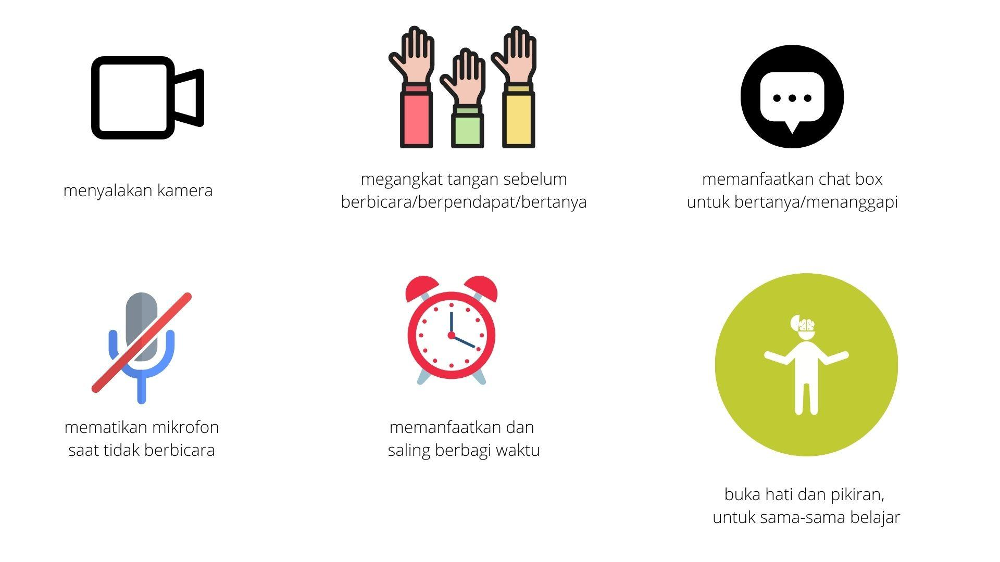 menyalakan kamera
megangkat tangan sebelum
berbicara/berpendapat/bertanya
memanfaatkan chat box
untuk bertanya/menanggapi
mematikan mikrofon
saat tidak berbicara
memanfaatkan dan
saling berbagi waktu
buka hati dan pikiran,
untuk sama-sama belajar